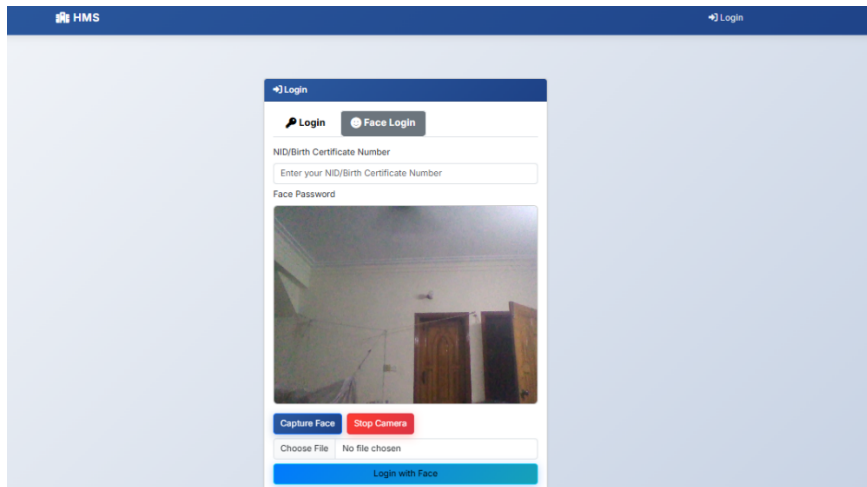 HMS
Login
Login
Login Face Login
NID/Birth Certificate Number
Enter your NID/Birth Certificate Number
Face Password
Capture Face Stop Camera
Choose File No file chosen
Login with Face